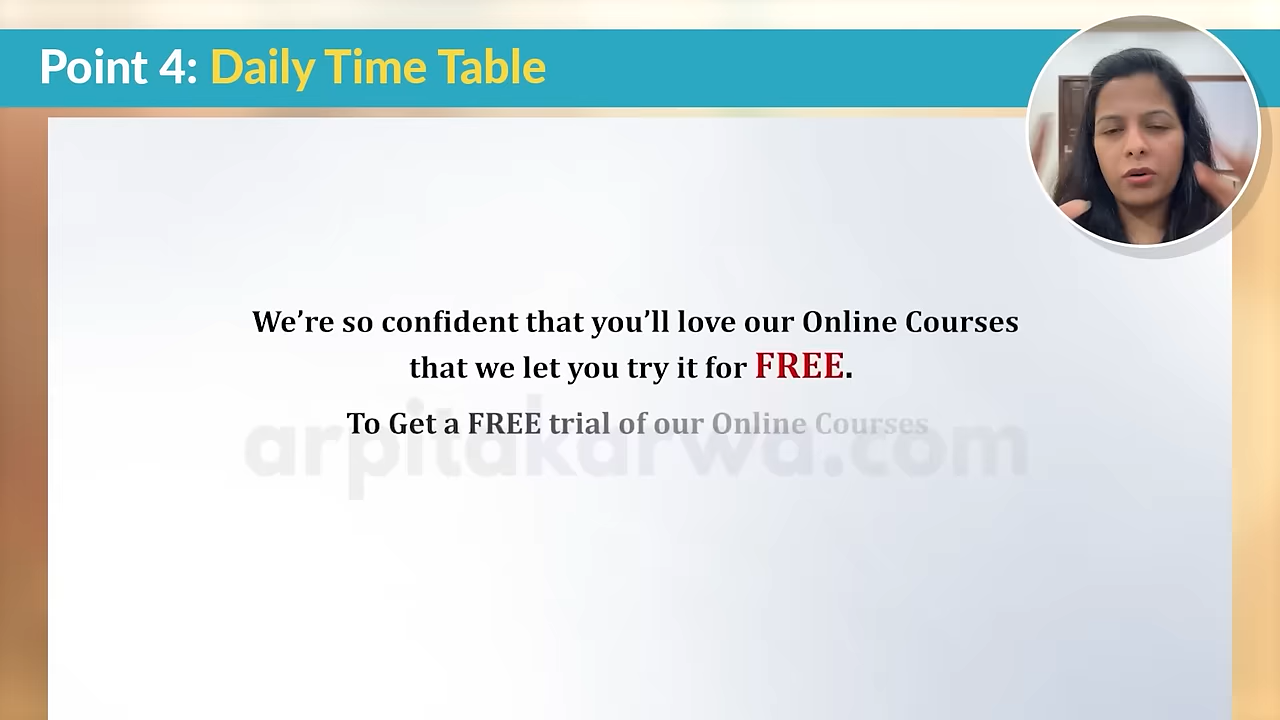 Point 4: Daily Time Table
We’re so confident that you’ll love our Online Courses
that we let you try it for FREE.
To Get a FREE trial of our Online Courses
arpitakarwa.com